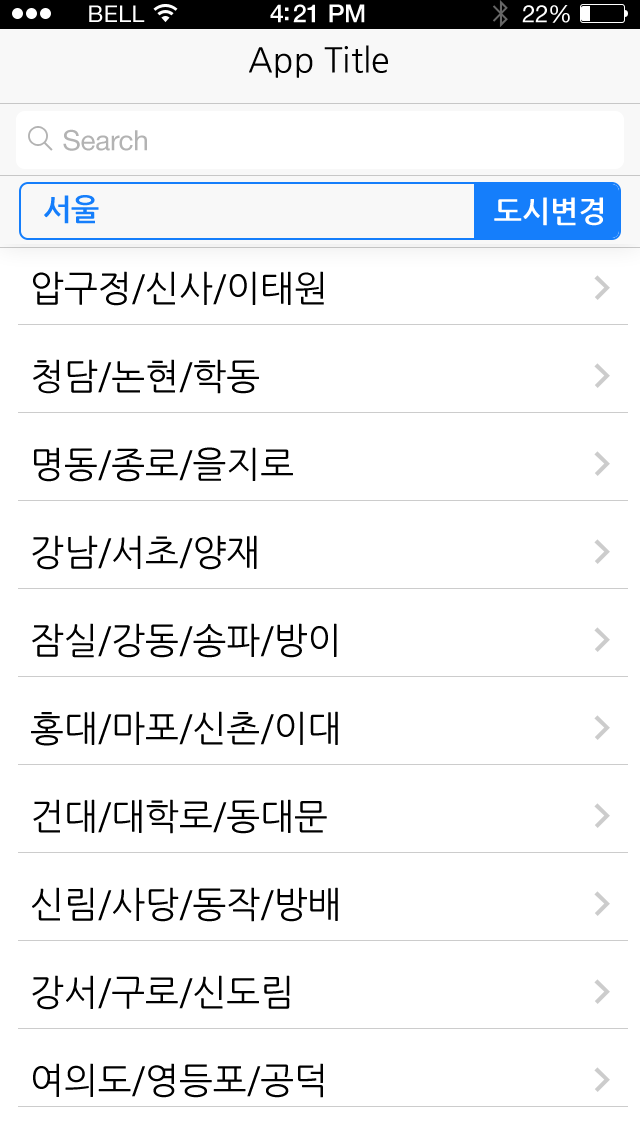 BELL 4:21 PM 22%
App Title
Search
서울 도시변경
압구정/신사/이태원
청담/논현/학동
명동/종로/을지로
강남/서초/양재
잠실/강동/송파/방이
홍대/마포/신촌/이대
건대/대학로/동대문
신림/사당/동작/방배
강서/구로/신도림
여의도/영등포/공덕